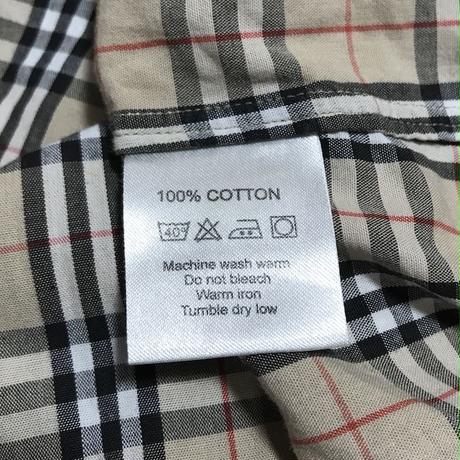 100% COTTON
40°
Machine wash warm
Do not bleach
Warm iron
Tumble dry low